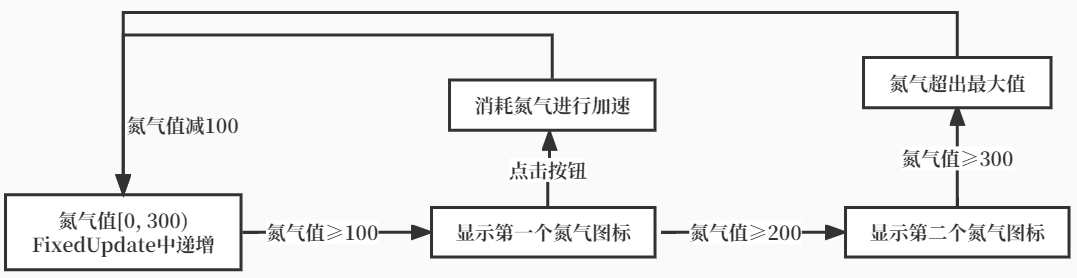 氮气超出最大值
消耗氮气进行加速
氮气值减100
氮气值≥300
点击按钮
氮气值[0, 300)
FixedUpdate中递增
氮气值≥100
显示第一个氮气图标
氮气值≥200
显示第二个氮气图标